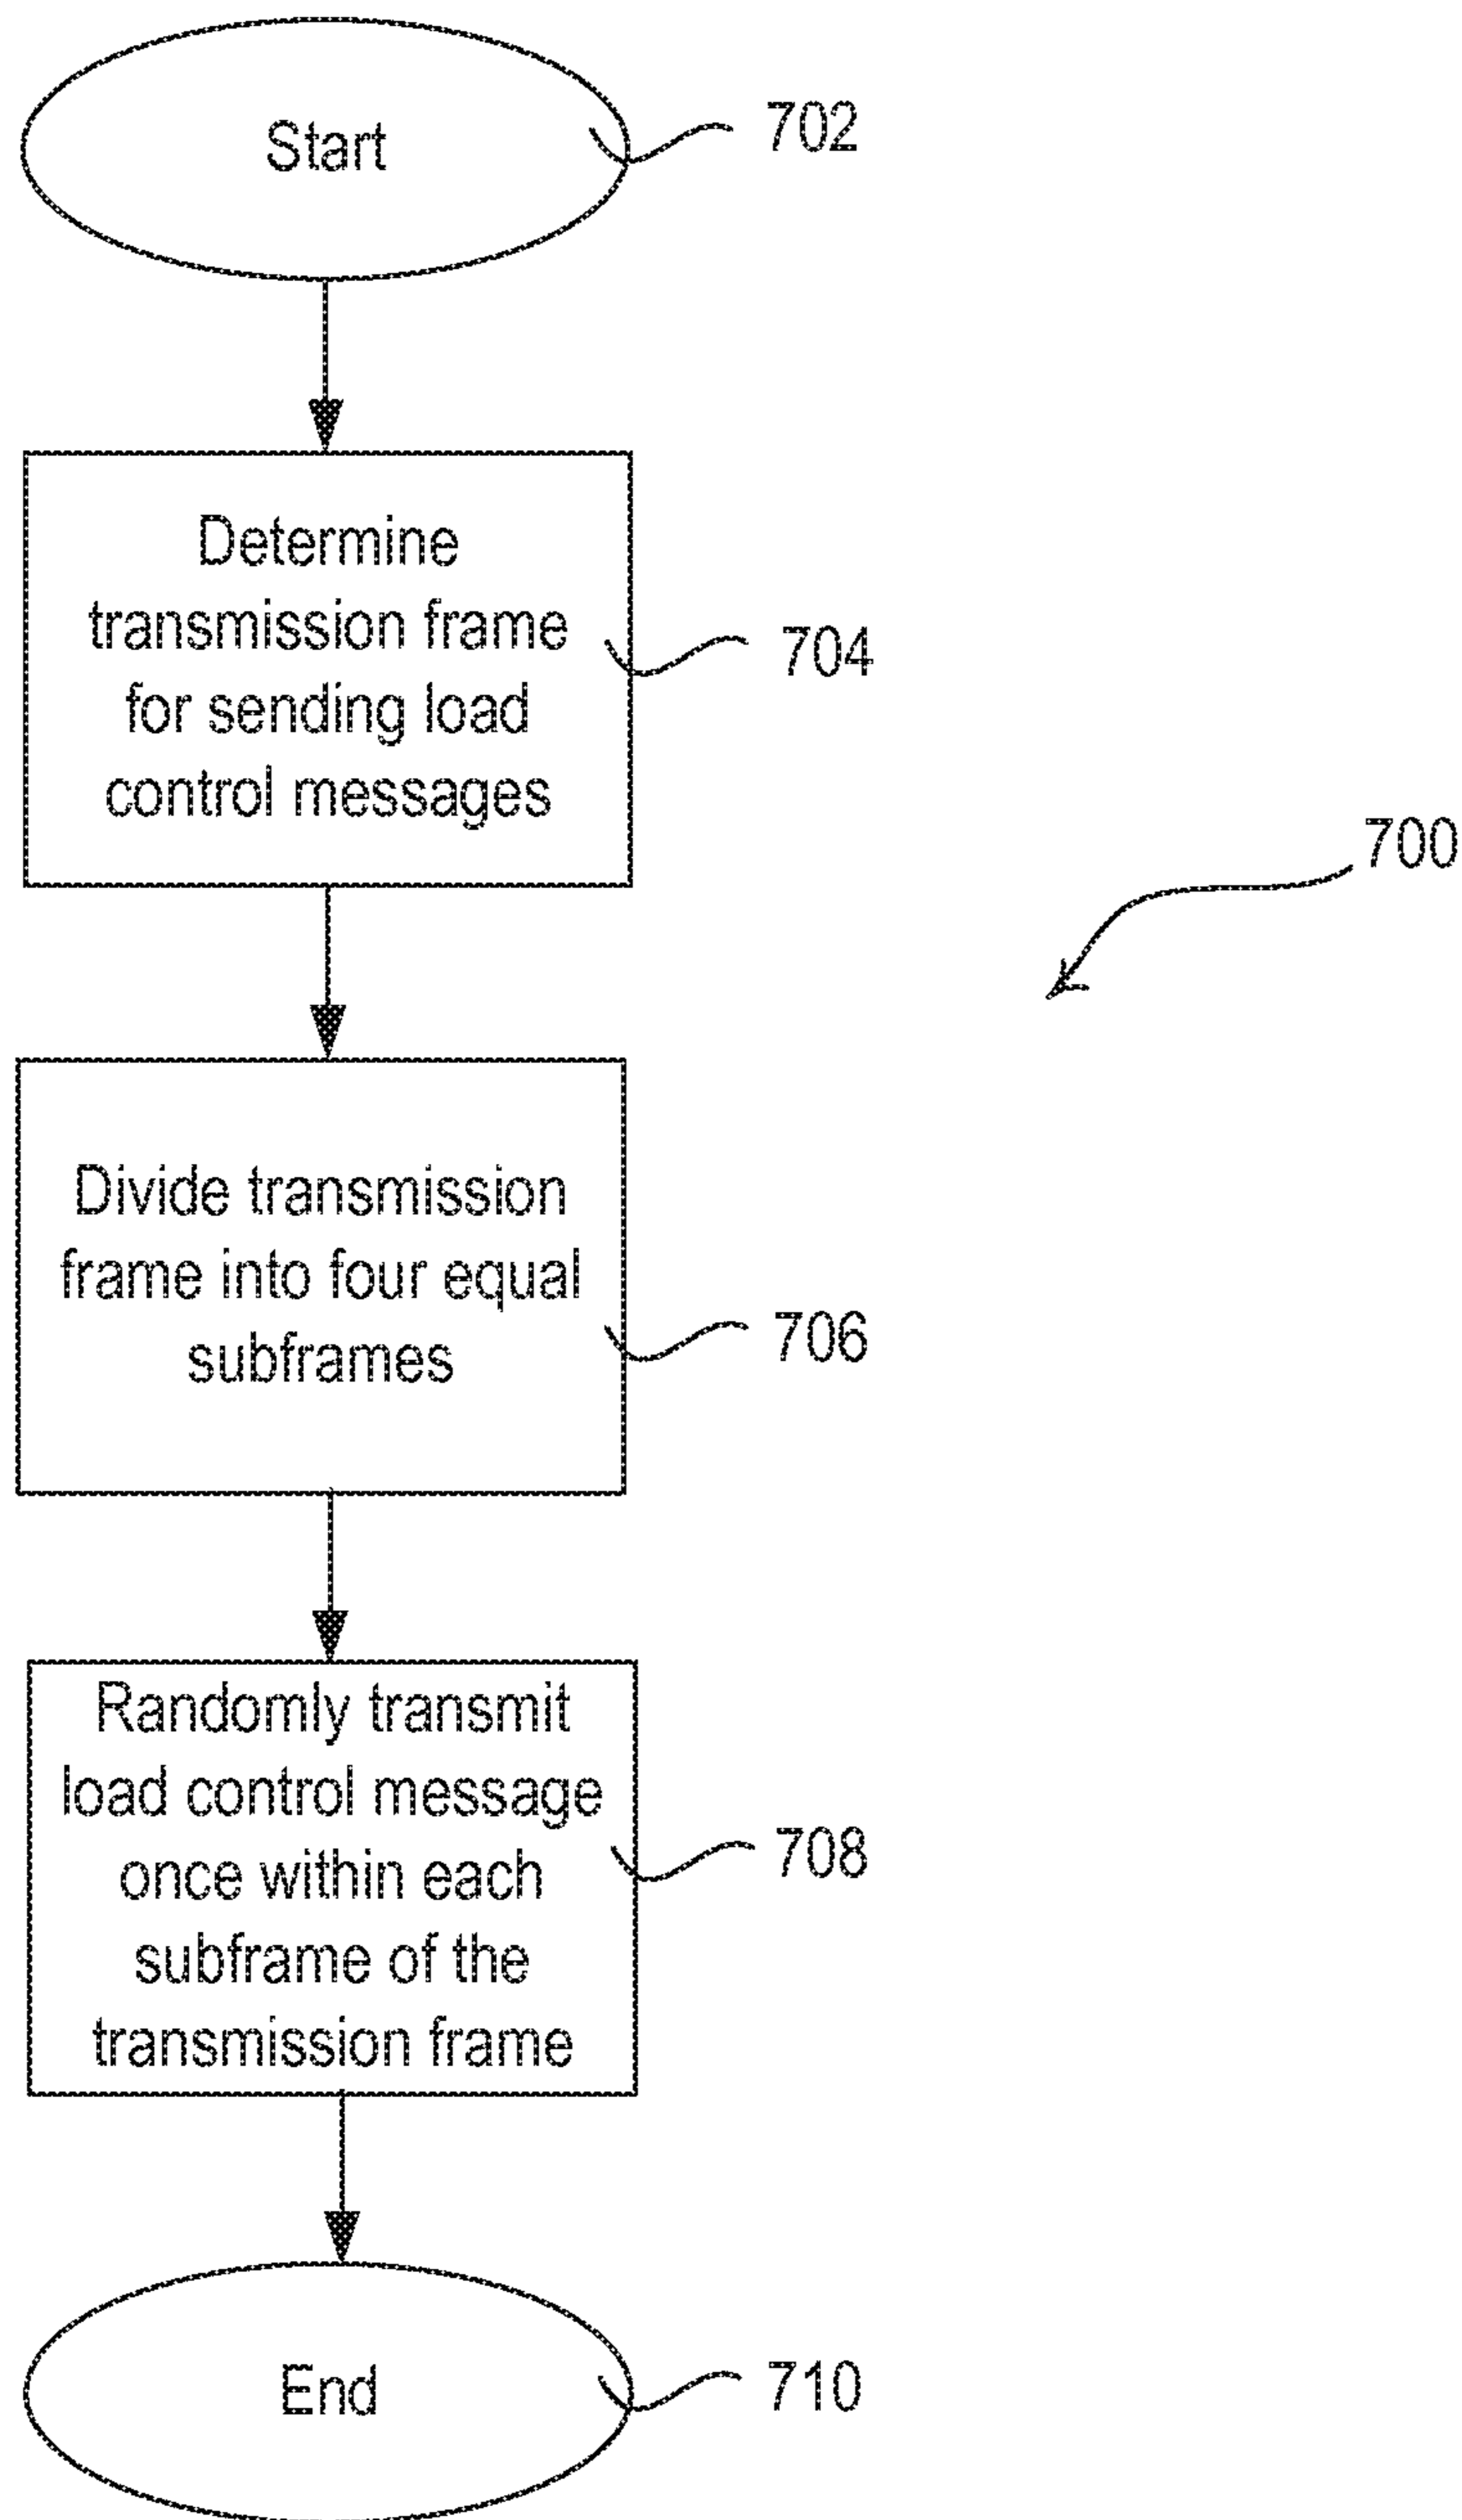 Start
702
Determine
transmission frame
for sending load
control messages
704
700
Divide transmission
frame into four equal
subframes
706
Randomly transmit
load control message
once within each
subframe of the
transmission frame
708
End
710